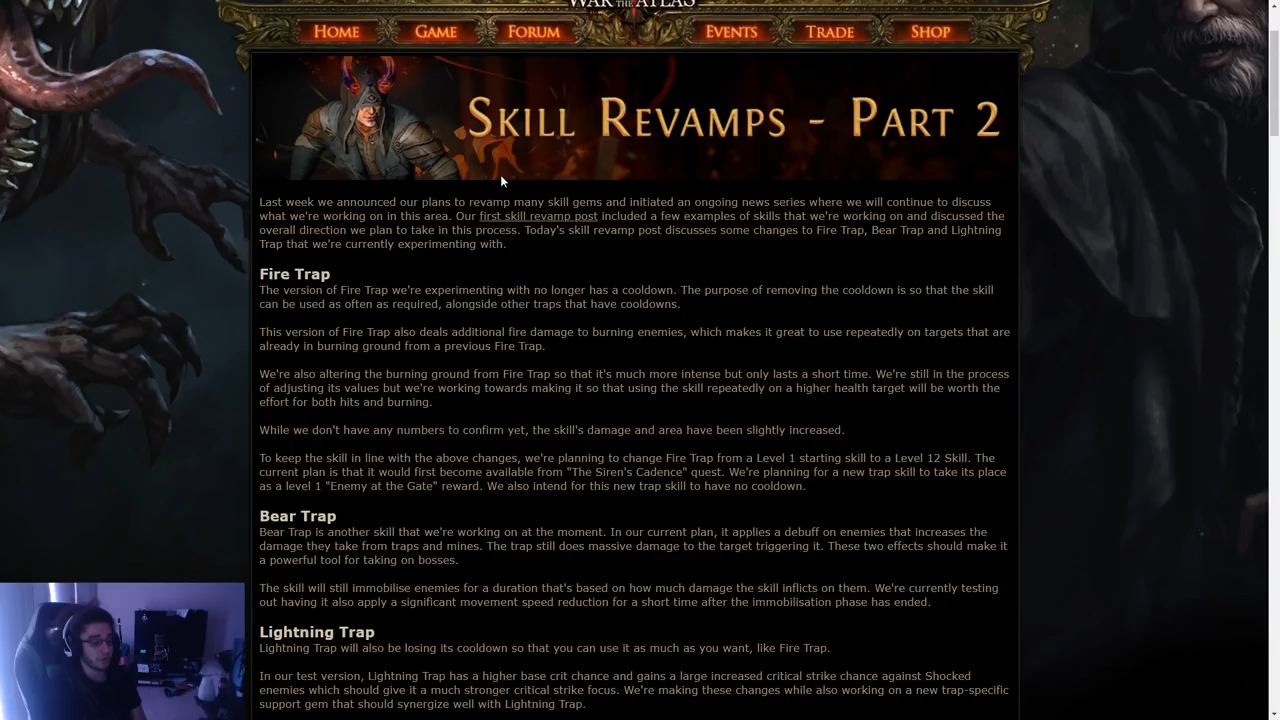 WAR OF THE ATLAS
HOME GAME FORUM EVENTS TRADE SHOP
SKILL REVAMPS - PART 2
Last week we announced our plans to revamp many skill gems and initiated an ongoing news series where we will continue to discuss
what we're working on in this area. Our first skill revamp post included a few examples of skills that we're working on and discussed the
overall direction we plan to take in this process. Today's skill revamp post discusses some changes to Fire Trap, Bear Trap and Lightning
Trap that we're currently experimenting with.
Fire Trap
The version of Fire Trap we're experimenting with no longer has a cooldown. The purpose of removing the cooldown is so that the skill
can be used as often as required, alongside other traps that have cooldowns.
This version of Fire Trap also deals additional fire damage to burning enemies, which makes it great to use repeatedly on targets that are
already in burning ground from a previous Fire Trap.
We're also altering the burning ground from Fire Trap so that it's much more intense but only lasts a short time. We're still in the process
of adjusting its values but we're working towards making it so that using the skill repeatedly on a higher health target will be worth the
effort for both hits and burning.
While we don't have any numbers to confirm yet, the skill's damage and area have been slightly increased.
To keep the skill in line with the above changes, we're planning to change Fire Trap from a Level 1 starting skill to a Level 12 Skill. The
current plan is that it would first become available from "The Siren's Cadence" quest. We're planning for a new trap skill to take its place
as a level 1 "Enemy at the Gate" reward. We also intend for this new trap skill to have no cooldown.
Bear Trap
Bear Trap is another skill that we're working on at the moment. In our current plan, it applies a debuff on enemies that increases the
damage they take from traps and mines. The trap still does massive damage to the target triggering it. These two effects should make it
a powerful tool for taking on bosses.
The skill will still immobilise enemies for a duration that's based on how much damage the skill inflicts on them. We're currently testing
out having it also apply a significant movement speed reduction for a short time after the immobilisation phase has ended.
Lightning Trap
Lightning Trap will also be losing its cooldown so that you can use it as much as you want, like Fire Trap.
In our test version, Lightning Trap has a higher base crit chance and gains a large increased critical strike chance against Shocked
enemies which should give it a much stronger critical strike focus. We're making these changes while also working on a new trap-specific
support gem that should synergize well with Lightning Trap.